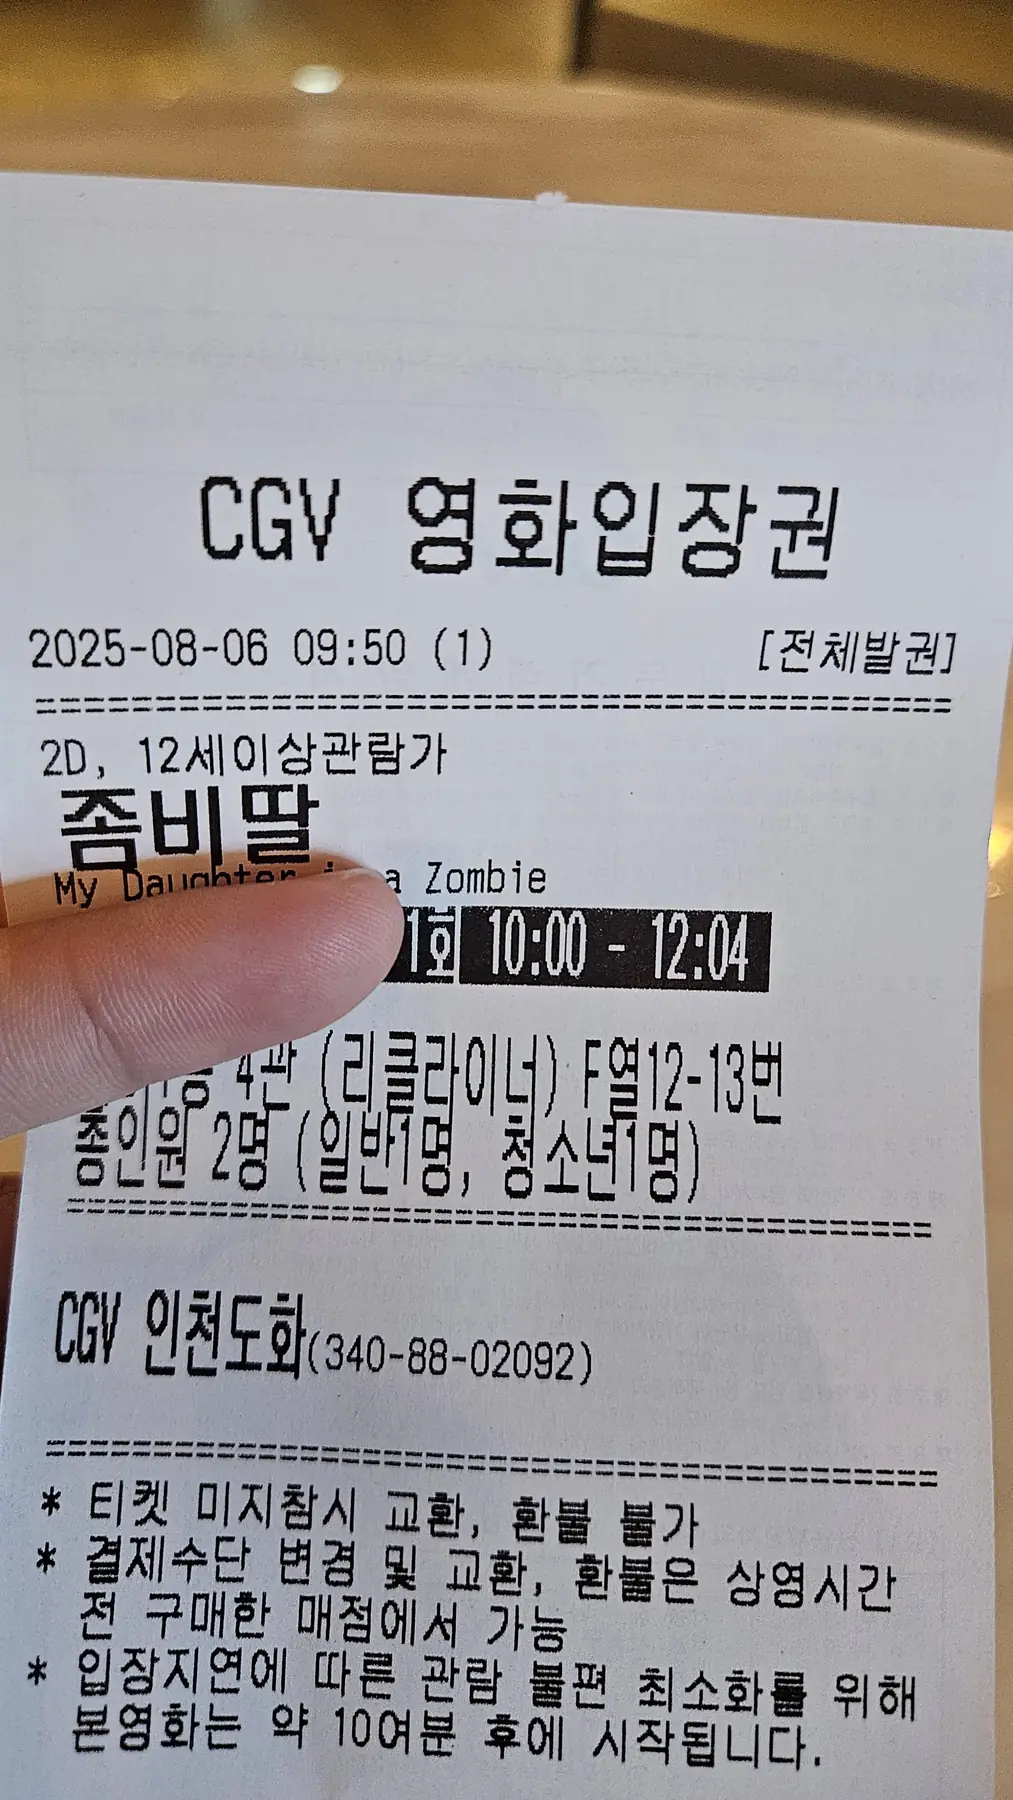 CGV 영화입장권
2025-08-06 09:50 (1) [전체발권]
2D, 12세이상관람가
좀비딸
My Daughter a Zombie
1회 10:00 - 12:04
4관 (리클라이너) F열12-13번
총인원 2명 (일반1명, 청소년1명)
CGV 인천도화(340-88-02092)
* 티켓 미지참시 교환, 환불 불가
* 결제수단 변경 및 교환, 환불은 상영시간
전 구매한 매점에서 가능
* 입장지연에 따른 관람 불편 최소화를 위해
본영화는 약 10여분 후에 시작됩니다.